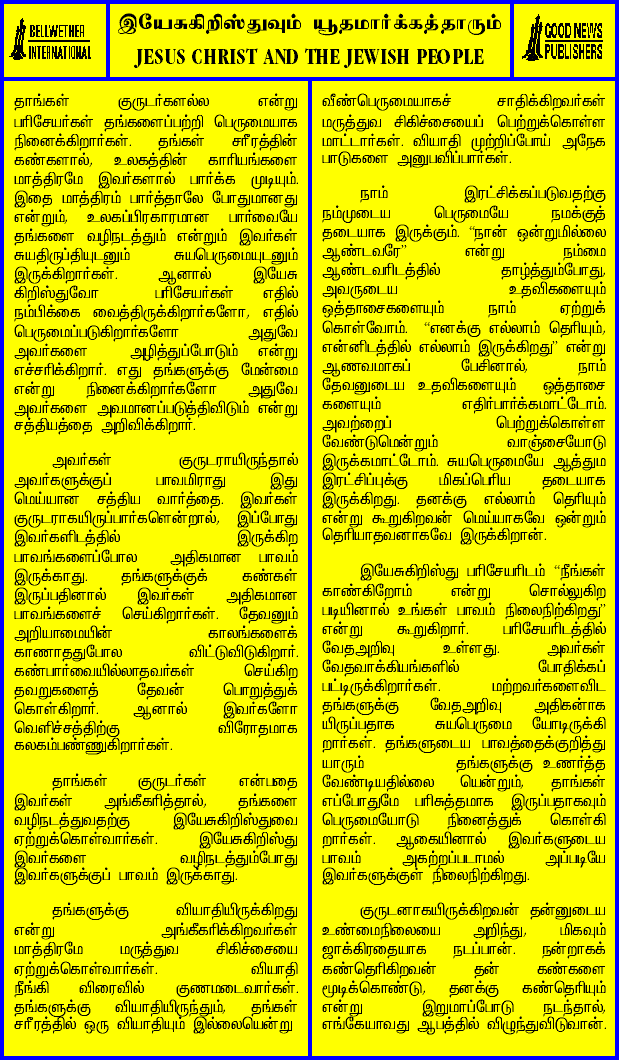 BELLWETHER
INTERNATIONAL
இயேசுகிறிஸ்துவும் யூதமார்க்கத்தாரும்
JESUS CHRIST AND THE JEWISH PEOPLE
GOOD NEWS
PUBLISHERS
தாங்கள் குருடர்களல்ல என்று
பரிசேயர்கள் தங்களைப்பற்றி பெருமையாக
நினைக்கிறார்கள். தங்கள் சரீரத்தின்
கண்களால், உலகத்தின் காரியங்களை
மாத்திரமே இவர்களால் பார்க்க முடியும்.
இதை மாத்திரம் பார்த்தாலே போதுமானது
என்றும், உலகப்பிரகாரமான பார்வையே
தங்களை வழிநடத்தும் என்றும் இவர்கள்
சுயதிருப்தியுடனும் சுயபெருமையுடனும்
இருக்கிறார்கள். ஆனால் இயேசு
கிறிஸ்துவோ பரிசேயர்கள் எதில்
நம்பிக்கை வைத்திருக்கிறார்களோ, எதில்
பெருமைப்படுகிறார்களோ அதுவே
அவர்களை அழித்துப்போடும் என்று
எச்சரிக்கிறார். எது தங்களுக்கு மேன்மை
என்று நினைக்கிறார்களோ அதுவே
அவர்களை அவமானப்படுத்திவிடும் என்று
சத்தியத்தை அறிவிக்கிறார்.
அவர்கள் குருடராயிருந்தால்
அவர்களுக்குப் பாவமிராது இது
மெய்யான சத்திய வார்த்தை. இவர்கள்
குருடராகயிருப்பார்களென்றால், இப்போது
இவர்களிடத்தில் இருக்கிற
பாவங்களைப்போல அதிகமான பாவம்
இருக்காது. தங்களுக்குக் கண்கள்
இருப்பதினால் இவர்கள் அதிகமான
பாவங்களைச் செய்கிறார்கள். தேவனும்
அறியாமையின் காலங்களைக்
காணாததுபோல விட்டுவிடுகிறார்.
கண்பார்வையில்லாதவர்கள் செய்கிற
தவறுகளைத் தேவன் பொறுத்துக்
கொள்கிறார். ஆனால் இவர்களோ
வெளிச்சத்திற்கு விரோதமாக
கலகம்பண்ணுகிறார்கள்.
தாங்கள் குருடர்கள் என்பதை
இவர்கள் அங்கீகரித்தால், தங்களை
வழிநடத்துவதற்கு இயேசுகிறிஸ்துவை
ஏற்றுக்கொள்வார்கள். இயேசுகிறிஸ்து
இவர்களை வழிநடத்தும்போது
இவர்களுக்குப் பாவம் இருக்காது.
தங்களுக்கு வியாதியிருக்கிறது
என்று அங்கீகரிக்கிறவர்கள்
மாத்திரமே மருத்துவ சிகிச்சையை
ஏற்றுக்கொள்வார்கள். வியாதி
நீங்கி விரைவில் குணமடைவார்கள்.
தங்களுக்கு வியாதியிருந்தும், தங்கள்
சரீரத்தில் ஒரு வியாதியும் இல்லையென்று
வீண்பெருமையாகச் சாதிக்கிறவர்கள்
மருத்துவ சிகிச்சையைப் பெற்றுக்கொள்ள
மாட்டார்கள். வியாதி முற்றிப்போய் அநேக
பாடுகளை அனுபவிப்பார்கள்.
நாம் இரட்சிக்கப்படுவதற்கு
நம்முடைய பெருமையே நமக்குத்
தடையாக இருக்கும். “நான் ஒன்றுமில்லை
ஆண்டவரே” என்று நம்மை
ஆண்டவரிடத்தில் தாழ்த்தும்போது,
அவருடைய உதவிகளையும்
ஒத்தாசைகளையும் நாம் ஏற்றுக்
கொள்வோம். “எனக்கு எல்லாம் தெரியும்,
என்னிடத்தில் எல்லாம் இருக்கிறது” என்று
ஆணவமாகப் பேசினால், நாம்
தேவனுடைய உதவிகளையும் ஒத்தாசை
களையும் எதிர்பார்க்கமாட்டோம்.
அவற்றைப் பெற்றுக்கொள்ள
வேண்டுமென்றும் வாஞ்சையோடு
இருக்கமாட்டோம். சுயபெருமையே ஆத்தும
இரட்சிப்புக்கு மிகப்பெரிய தடையாக
இருக்கிறது. தனக்கு எல்லாம் தெரியும்
என்று கூறுகிறவன் மெய்யாகவே ஒன்றும்
தெரியாதவனாகவே இருக்கிறான்.
இயேசுகிறிஸ்து பரிசேயரிடம் “நீங்கள்
காண்கிறோம் என்று சொல்லுகிற
படியினால் உங்கள் பாவம் நிலைநிற்கிறது”
என்று கூறுகிறார். பரிசேயரிடத்தில்
வேதஅறிவு உள்ளது. அவர்கள்
வேதவாக்கியங்களில் போதிக்கப்
பட்டிருக்கிறார்கள். மற்றவர்களைவிட
தங்களுக்கு வேதஅறிவு அதிகமாக
யிருப்பதாக சுயபெருமை யோடிருக்கி
றார்கள். தங்களுடைய பாவத்தைக்குறித்து
யாரும் தங்களுக்கு உணர்த்த
வேண்டியதில்லை யென்றும், தாங்கள்
எப்போதுமே பரிசுத்தமாக இருப்பதாகவும்
பெருமையோடு நினைத்துக் கொள்கி
றார்கள். ஆகையினால் இவர்களுடைய
பாவம் அகற்றப்படாமல் அப்படியே
இவர்களுக்குள் நிலைநிற்கிறது.
குருடனாகயிருக்கிறவன் தன்னுடைய
உண்மைநிலையை அறிந்து, மிகவும்
ஜாக்கிரதையாக நடப்பான். நன்றாகக்
கண்தெரிகிறவன் தன் கண்களை
மூடிக்கொண்டு, தனக்கு கண்தெரியும்
என்று இறுமாப்போடு நடந்தால்,
எங்கேயாவது ஆபத்தில் விழுந்துவிடுவான்.